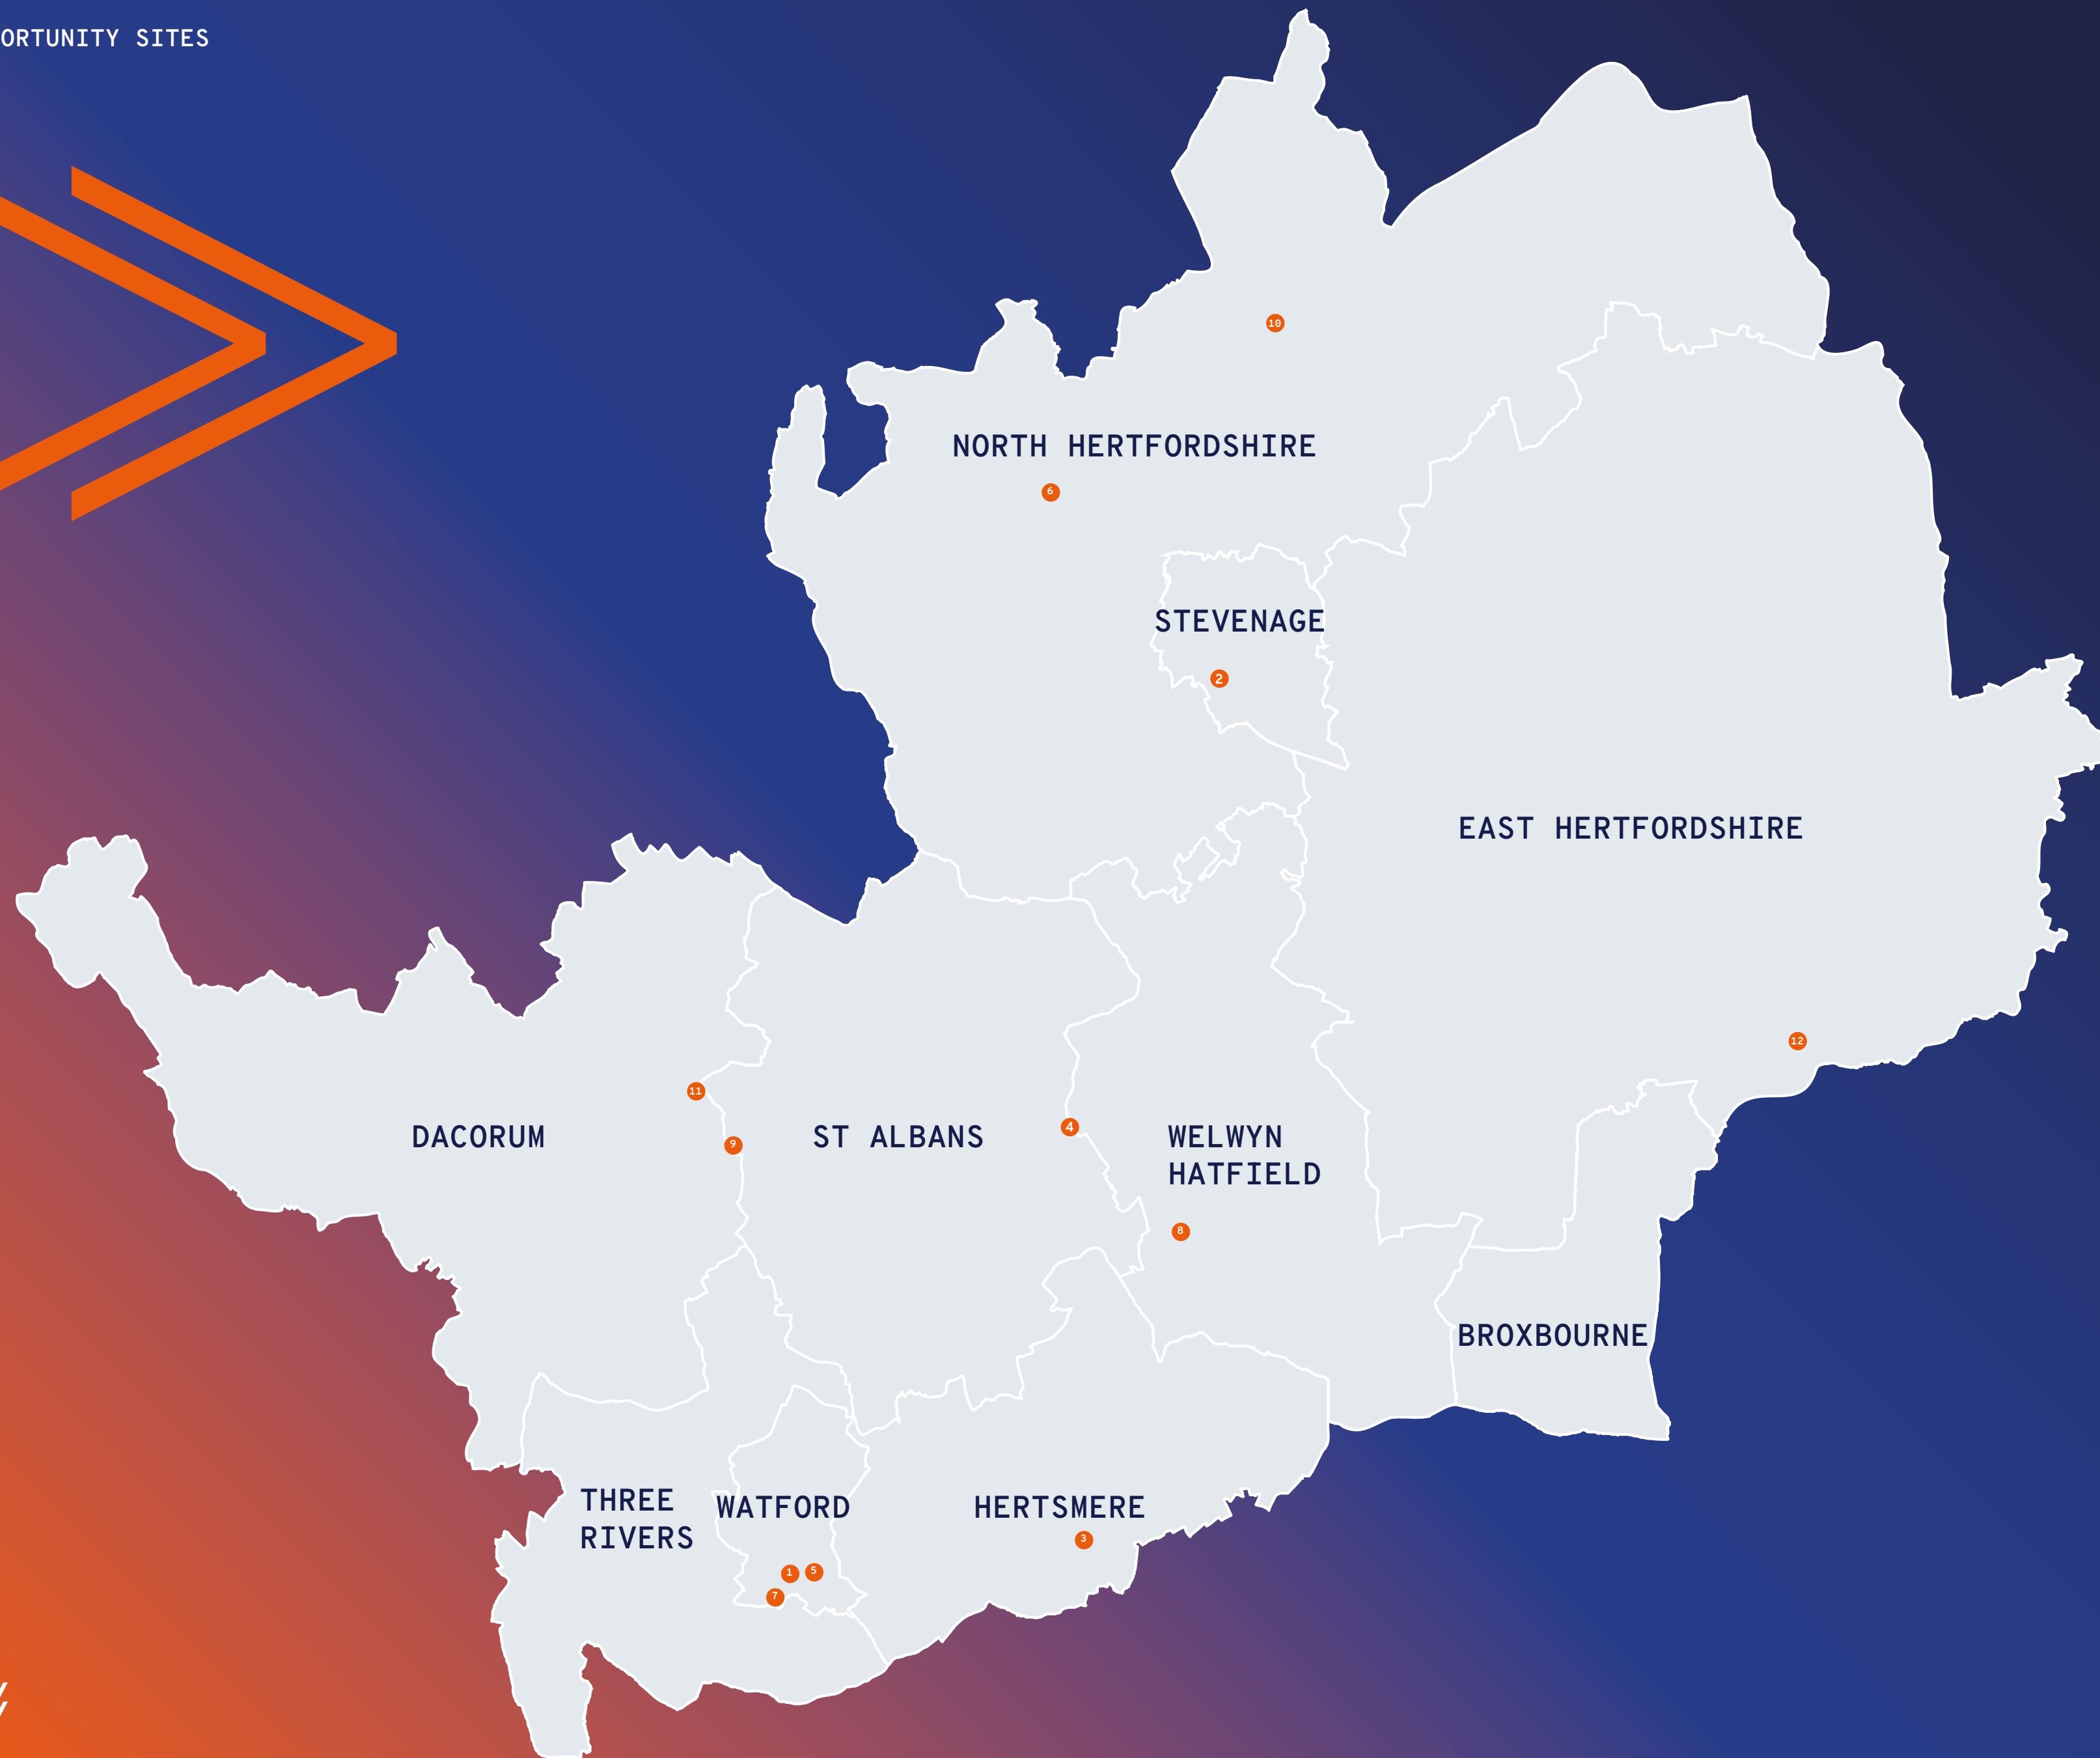 ORTUNITY SITES
10
NORTH HERTFORDSHIRE
6
STEVENAGE
2
EAST HERTFORDSHIRE
12
11
DACORUM
9
ST ALBANS
4
WELWYN
HATFIELD
8
BROXBOURNE
THREE
RIVERS
WATFORD
HERTSMERE
3
1
5
7